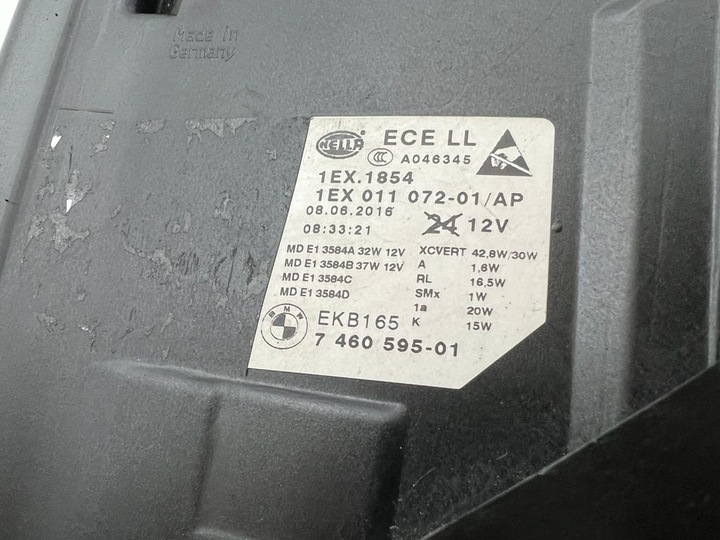 Made in
Germany
HELLA
ECE LL
CCC A046345
1EX.1854
1EX 011 072-01/AP
08.06.2016
08:33:21
24 12V
MD E1 3584A 32W 12V
MD E1 3584B 37W 12V
MD E1 3584C
MD E1 3584D
XCVERT 42,8W/30W
A 1,6W
RL 16,5W
SMx 1W
1a 20W
K 15W
BMW
EKB165
7 460 595-01